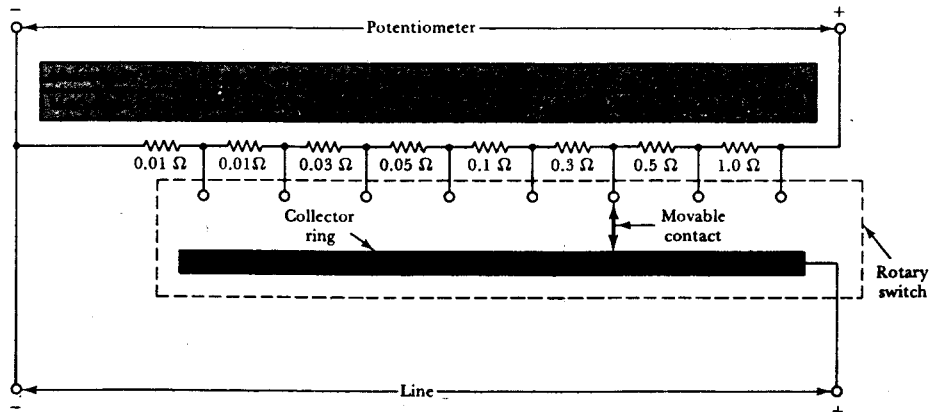 − +
Potentiometer
0.01 Ω 0.01Ω 0.03 Ω 0.05 Ω 0.1 Ω 0.3 Ω 0.5 Ω 1.0 Ω
Collector
ring
Movable
contact
Rotary
switch
Line
− +